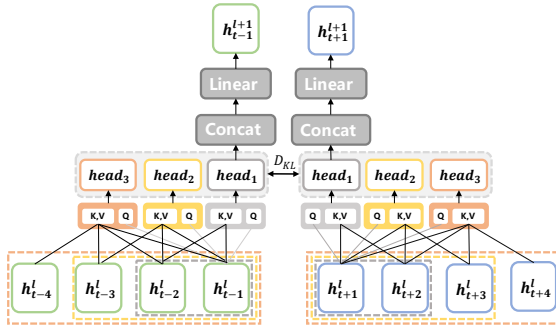 h^{l+1}_{t-1} h^{l+1}_{t+1}
Linear Linear
Concat Concat
D_{KL}
head_3 head_2 head_1 head_1 head_2 head_3
K,V Q K,V Q K,V Q Q K,V Q K,V Q K,V
h^l_{t-4} h^l_{t-3} h^l_{t-2} h^l_{t-1} h^l_{t+1} h^l_{t+2} h^l_{t+3} h^l_{t+4}